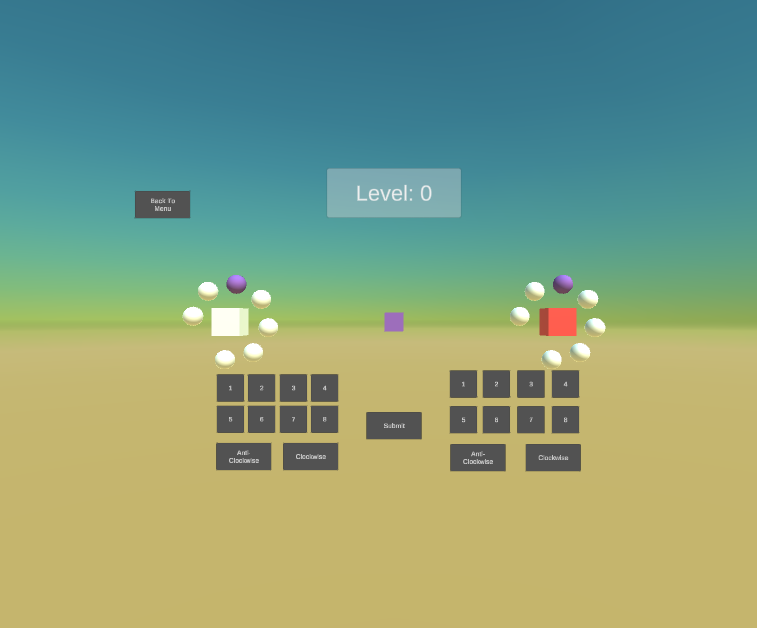 Level: 0
Back To
Menu
1 2 3 4
5 6 7 8
Anti-
Clockwise
Clockwise
Submit
1 2 3 4
5 6 7 8
Anti-
Clockwise
Clockwise